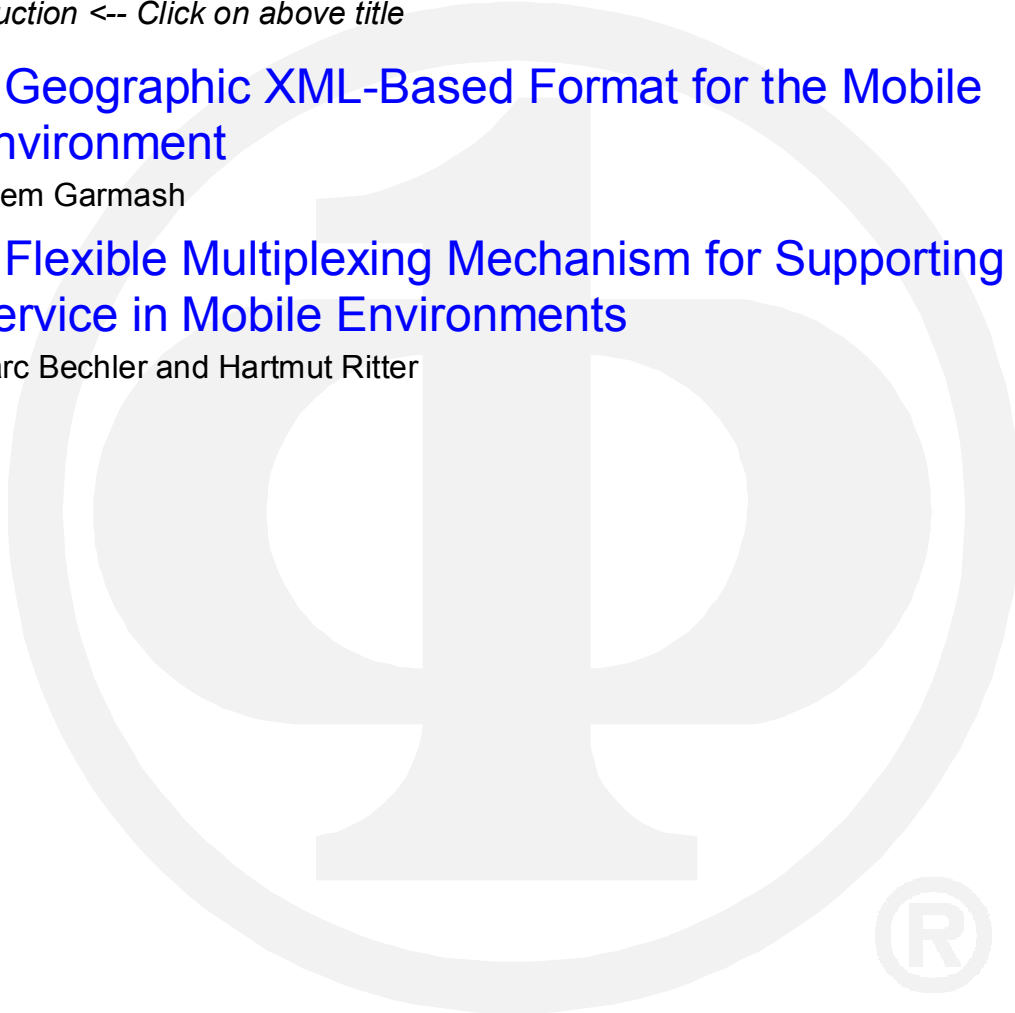 uction <-- Click on above title
Geographic XML-Based Format for the Mobile
nvironment
em Garmash
Flexible Multiplexing Mechanism for Supporting
ervice in Mobile Environments
arc Bechler and Hartmut Ritter
®